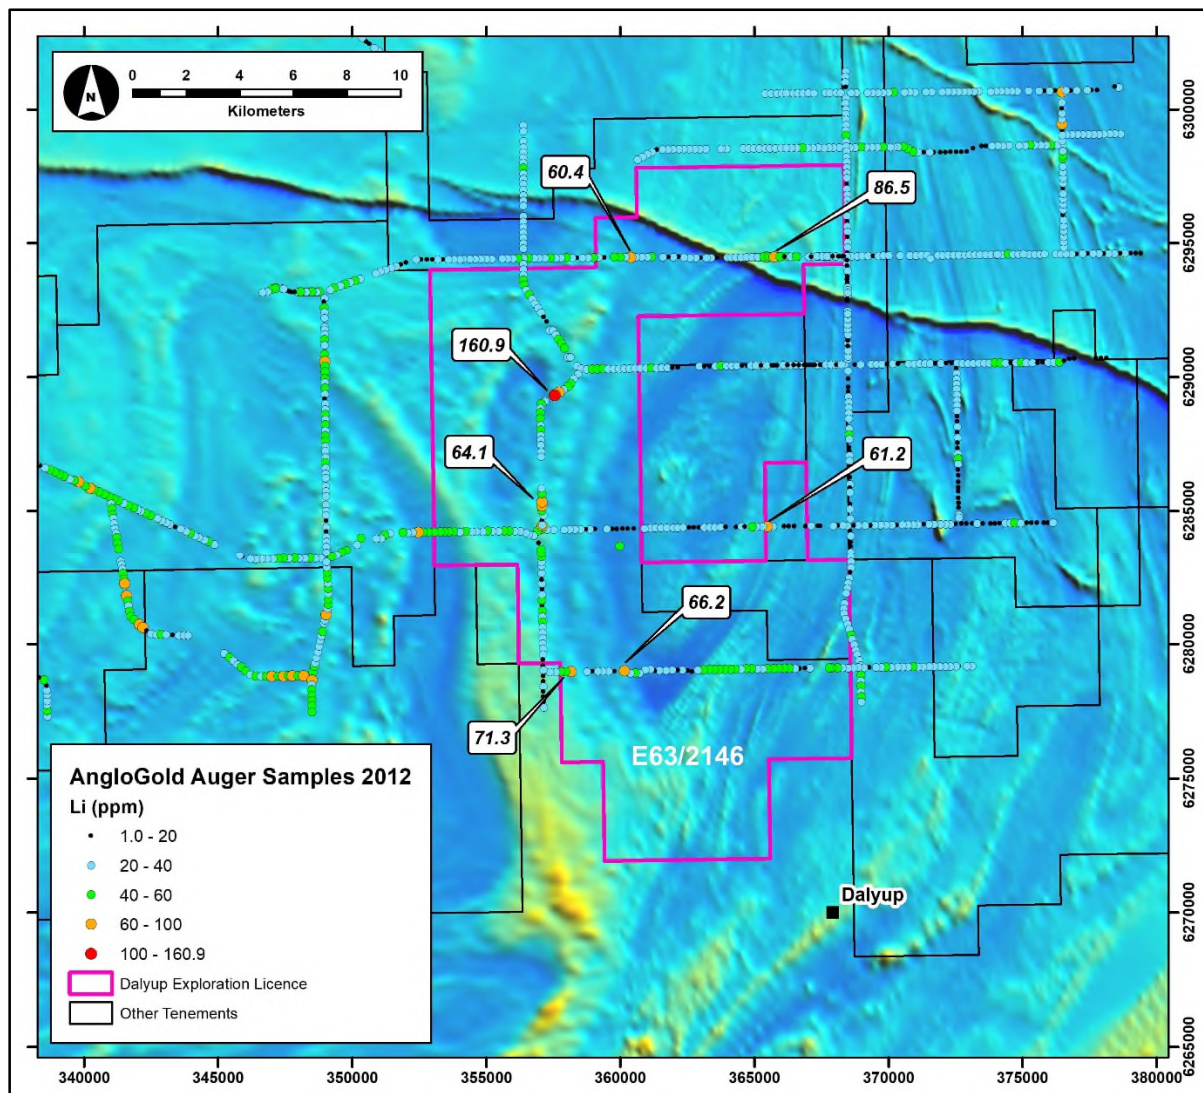 N
0 2 4 6 8 10
Kilometers
60.4
86.5
160.9
64.1
61.2
66.2
71.3
E63/2146
Dalyup
AngloGold Auger Samples 2012
Li (ppm)
1.0 - 20
20 - 40
40 - 60
60 - 100
100 - 160.9
Dalyup Exploration Licence
Other Tenements
6300000
6295000
6290000
6285000
6280000
6275000
6270000
6265000
340000 345000 350000 355000 360000 365000 370000 375000 380000